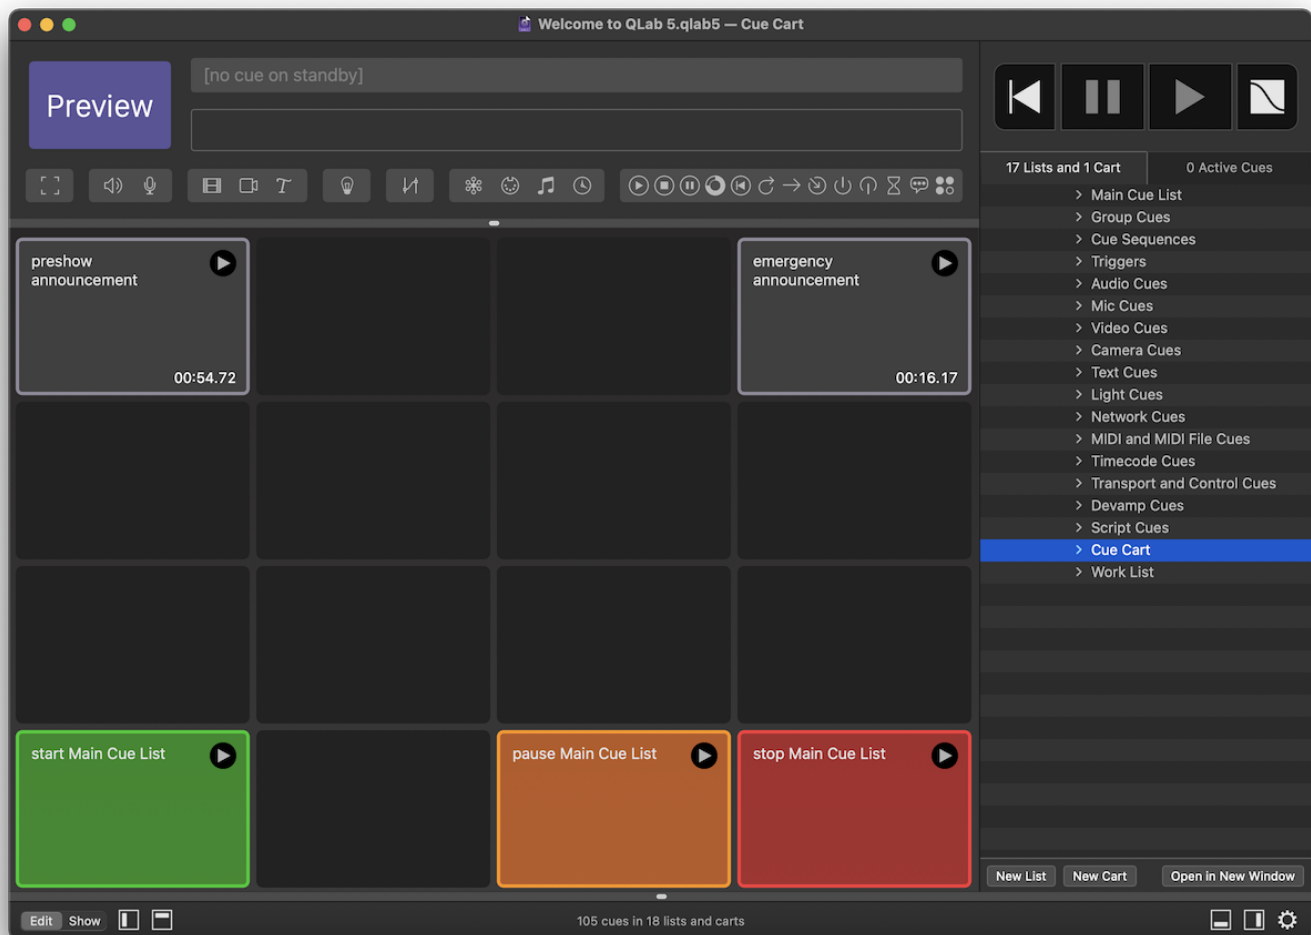 Welcome to QLab 5.qlab5 — Cue Cart
Preview
[no cue on standby]
17 Lists and 1 Cart
0 Active Cues
preshow
announcement
00:54.72
emergency
announcement
00:16.17
start Main Cue List
pause Main Cue List
stop Main Cue List
Main Cue List
Group Cues
Cue Sequences
Triggers
Audio Cues
Mic Cues
Video Cues
Camera Cues
Text Cues
Light Cues
Network Cues
MIDI and MIDI File Cues
Timecode Cues
Transport and Control Cues
Devamp Cues
Script Cues
Cue Cart
Work List
New List
New Cart
Open in New Window
Edit
Show
105 cues in 18 lists and carts